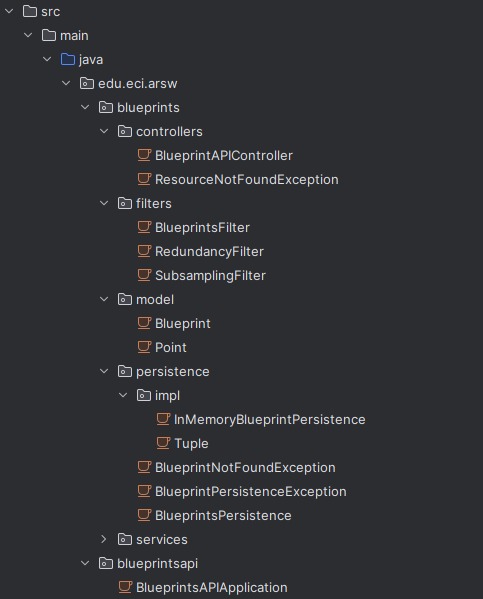 src
main
java
edu.eci.arsw
blueprints
controllers
BlueprintAPIController
ResourceNotFoundException
filters
BlueprintsFilter
RedundancyFilter
SubsamplingFilter
model
Blueprint
Point
persistence
impl
InMemoryBlueprintPersistence
Tuple
BlueprintNotFoundException
BlueprintPersistenceException
BlueprintsPersistence
services
blueprintsapi
BlueprintsAPIApplication